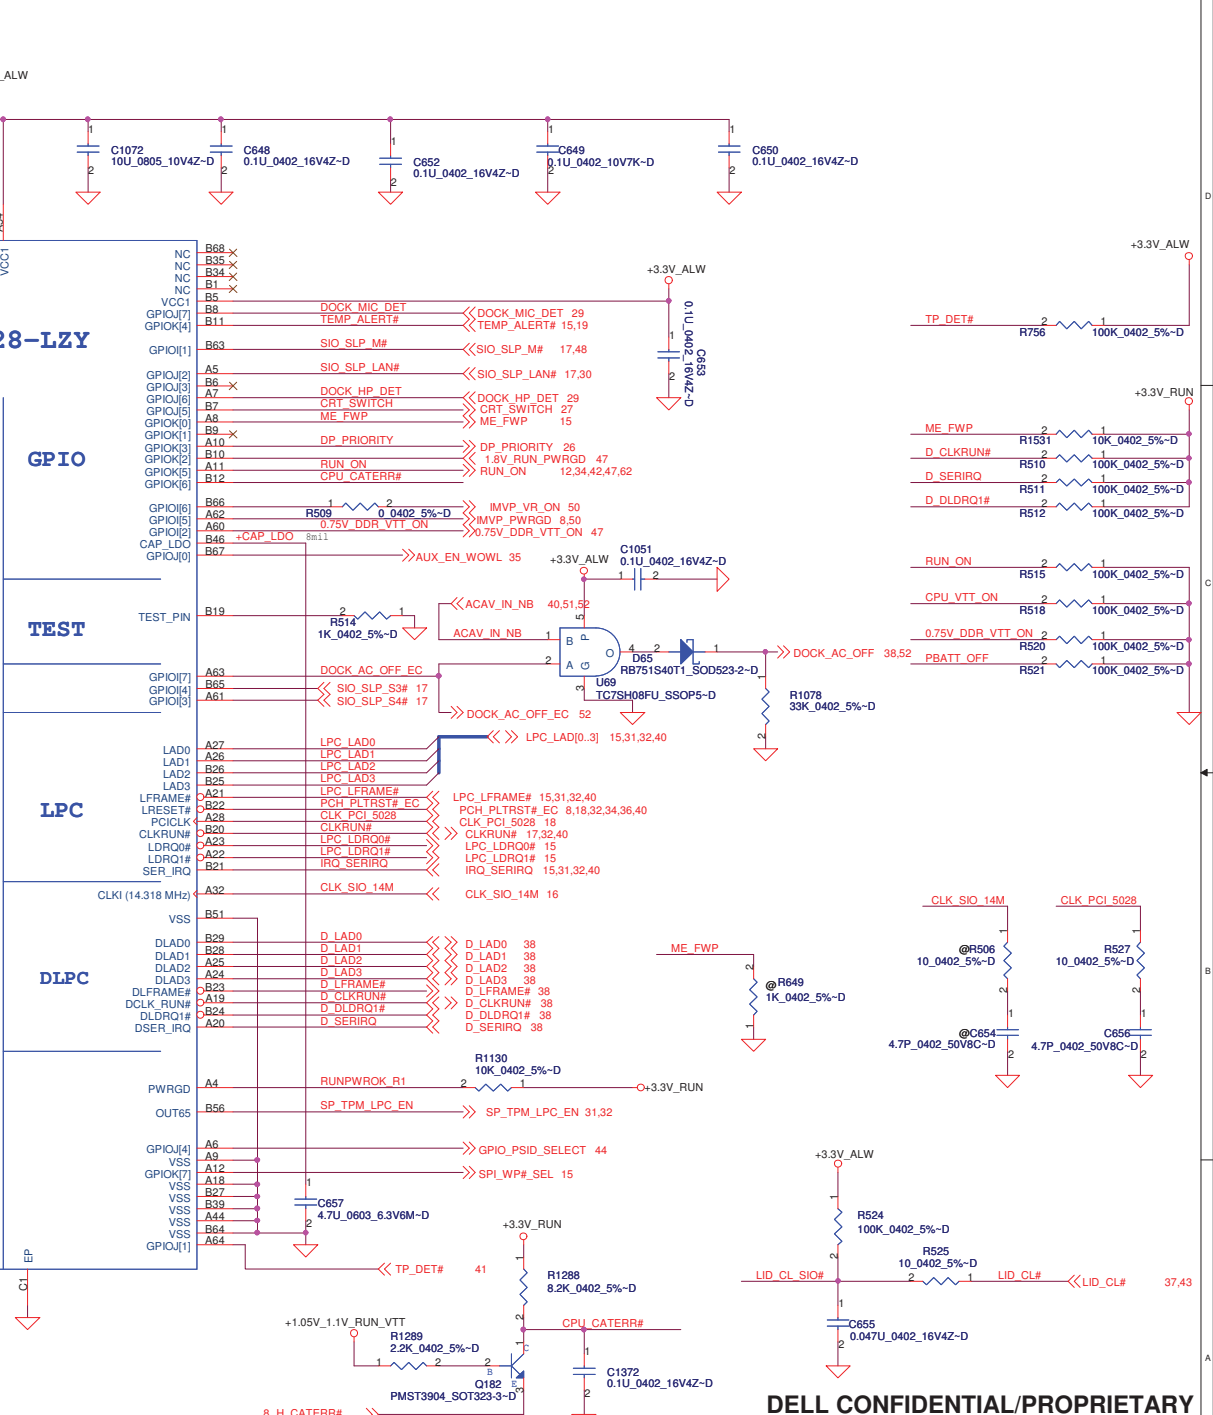 _ALW
C1072
10U_0805_10V4Z~D
C648
0.1U_0402_16V4Z~D
C652
0.1U_0402_16V4Z~D
C649
0.1U_0402_10V7K~D
C650
0.1U_0402_16V4Z~D
VCC1
28-LZY
GPIO
TEST
LPC
DLPC
NC B68
NC B35
NC B34
NC B1
VCC1 B5
GPIOJ[7] B8 DOCK_MIC_DET DOCK_MIC_DET 29
GPIOK[4] B11 TEMP_ALERT# TEMP_ALERT# 15,19
GPIOI[1] B63 SIO_SLP_M# SIO_SLP_M# 17,48
GPIOJ[2] A5 SIO_SLP_LAN# SIO_SLP_LAN# 17,30
GPIOJ[3] B6
GPIOJ[6] A7 DOCK_HP_DET DOCK_HP_DET 29
GPIOJ[5] B7 CRT_SWITCH CRT_SWITCH 27
GPIOK[0] A8 ME_FWP ME_FWP 15
GPIOK[1] B9
GPIOK[3] A10 DP_PRIORITY DP_PRIORITY 26
GPIOK[2] B10 1.8V_RUN_PWRGD 47
GPIOK[5] A11 RUN_ON RUN_ON 12,34,42,47,62
GPIOK[6] B12 CPU_CATERR#
GPIOI[6] B66 1 2 IMVP_VR_ON 50
R509 0_0402_5%~D
GPIOI[5] A62 IMVP_PWRGD 8,50
GPIOI[2] A60 0.75V_DDR_VTT_ON 0.75V_DDR_VTT_ON 47
CAP_LDO B46 +CAP_LDO 8mil
GPIOJ[0] B67 AUX_EN_WOWL 35
+3.3V_ALW
C653
0.1U_0402_16V4Z~D
+3.3V_ALW
C1051
0.1U_0402_16V4Z~D
TEST_PIN B19
R514
1K_0402_5%~D
ACAV_IN_NB 40,51,52
ACAV_IN_NB
B P
A G
O
U69
TC7SH08FU_SSOP5~D
D65
RB751S40T1_SOD523-2~D
DOCK_AC_OFF 38,52
R1078
33K_0402_5%~D
GPIOI[7] A63 DOCK_AC_OFF_EC
GPIOI[4] B65 SIO_SLP_S3# 17
GPIOI[3] A61 SIO_SLP_S4# 17
DOCK_AC_OFF_EC 52
LPC_LAD[0..3] 15,31,32,40
LAD0 A27 LPC_LAD0
LAD1 A26 LPC_LAD1
LAD2 B26 LPC_LAD2
LAD3 B25 LPC_LAD3
LFRAME# A21 LPC_LFRAME# LPC_LFRAME# 15,31,32,40
LRESET# B22 PCH_PLTRST#_EC PCH_PLTRST#_EC 8,18,32,34,36,40
PCICLK A28 CLK_PCI_5028 CLK_PCI_5028 18
CLKRUN# B20 CLKRUN# CLKRUN# 17,32,40
LDRQ0# A23 LPC_LDRQ0# LPC_LDRQ0# 15
LDRQ1# A22 LPC_LDRQ1# LPC_LDRQ1# 15
SER_IRQ B21 IRQ_SERIRQ IRQ_SERIRQ 15,31,32,40
CLKI (14.318 MHz) A32 CLK_SIO_14M CLK_SIO_14M 16
VSS B51
DLAD0 B29 D_LAD0 D_LAD0 38
DLAD1 B28 D_LAD1 D_LAD1 38
DLAD2 A25 D_LAD2 D_LAD2 38
DLAD3 A24 D_LAD3 D_LAD3 38
DLFRAME# B23 D_LFRAME# D_LFRAME# 38
DCLK_RUN# A19 D_CLKRUN# D_CLKRUN# 38
DLDRQ1# B24 D_DLDRQ1# D_DLDRQ1# 38
DSER_IRQ A20 D_SERIRQ D_SERIRQ 38
PWRGD A4 RUNPWROK_R1
R1130
10K_0402_5%~D
+3.3V_RUN
OUT65 B56 SP_TPM_LPC_EN SP_TPM_LPC_EN 31,32
GPIOJ[4] A6 GPIO_PSID_SELECT 44
VSS A9
GPIOK[7] A12 SPI_WP#_SEL 15
VSS A18
VSS B27
VSS B39
VSS A44
VSS B64
GPIOJ[1] A64
C657
4.7U_0603_6.3V6M~D
TP_DET# 41
EP
C1
+3.3V_ALW
TP_DET#
R756 100K_0402_5%~D
+3.3V_RUN
ME_FWP
R1531 10K_0402_5%~D
D_CLKRUN#
R510 100K_0402_5%~D
D_SERIRQ
R511 100K_0402_5%~D
D_DLDRQ1#
R512 100K_0402_5%~D
RUN_ON
R515 100K_0402_5%~D
CPU_VTT_ON
R518 100K_0402_5%~D
0.75V_DDR_VTT_ON
R520 100K_0402_5%~D
PBATT_OFF
R521 100K_0402_5%~D
ME_FWP
@R649
1K_0402_5%~D
CLK_SIO_14M
@R506
10_0402_5%~D
@C654
4.7P_0402_50V8C~D
CLK_PCI_5028
R527
10_0402_5%~D
C656
4.7P_0402_50V8C~D
+3.3V_ALW
R524
100K_0402_5%~D
LID_CL_SIO#
R525
10_0402_5%~D
LID_CL# LID_CL# 37,43
C655
0.047U_0402_16V4Z~D
+3.3V_RUN
R1288
8.2K_0402_5%~D
+1.05V_1.1V_RUN_VTT
R1289
2.2K_0402_5%~D
CPU_CATERR#
Q182
PMST3904_SOT323-3~D
C
B
E
C1372
0.1U_0402_16V4Z~D
8 H_CATERR#
D
C
B
A
DELL CONFIDENTIAL/PROPRIETARY